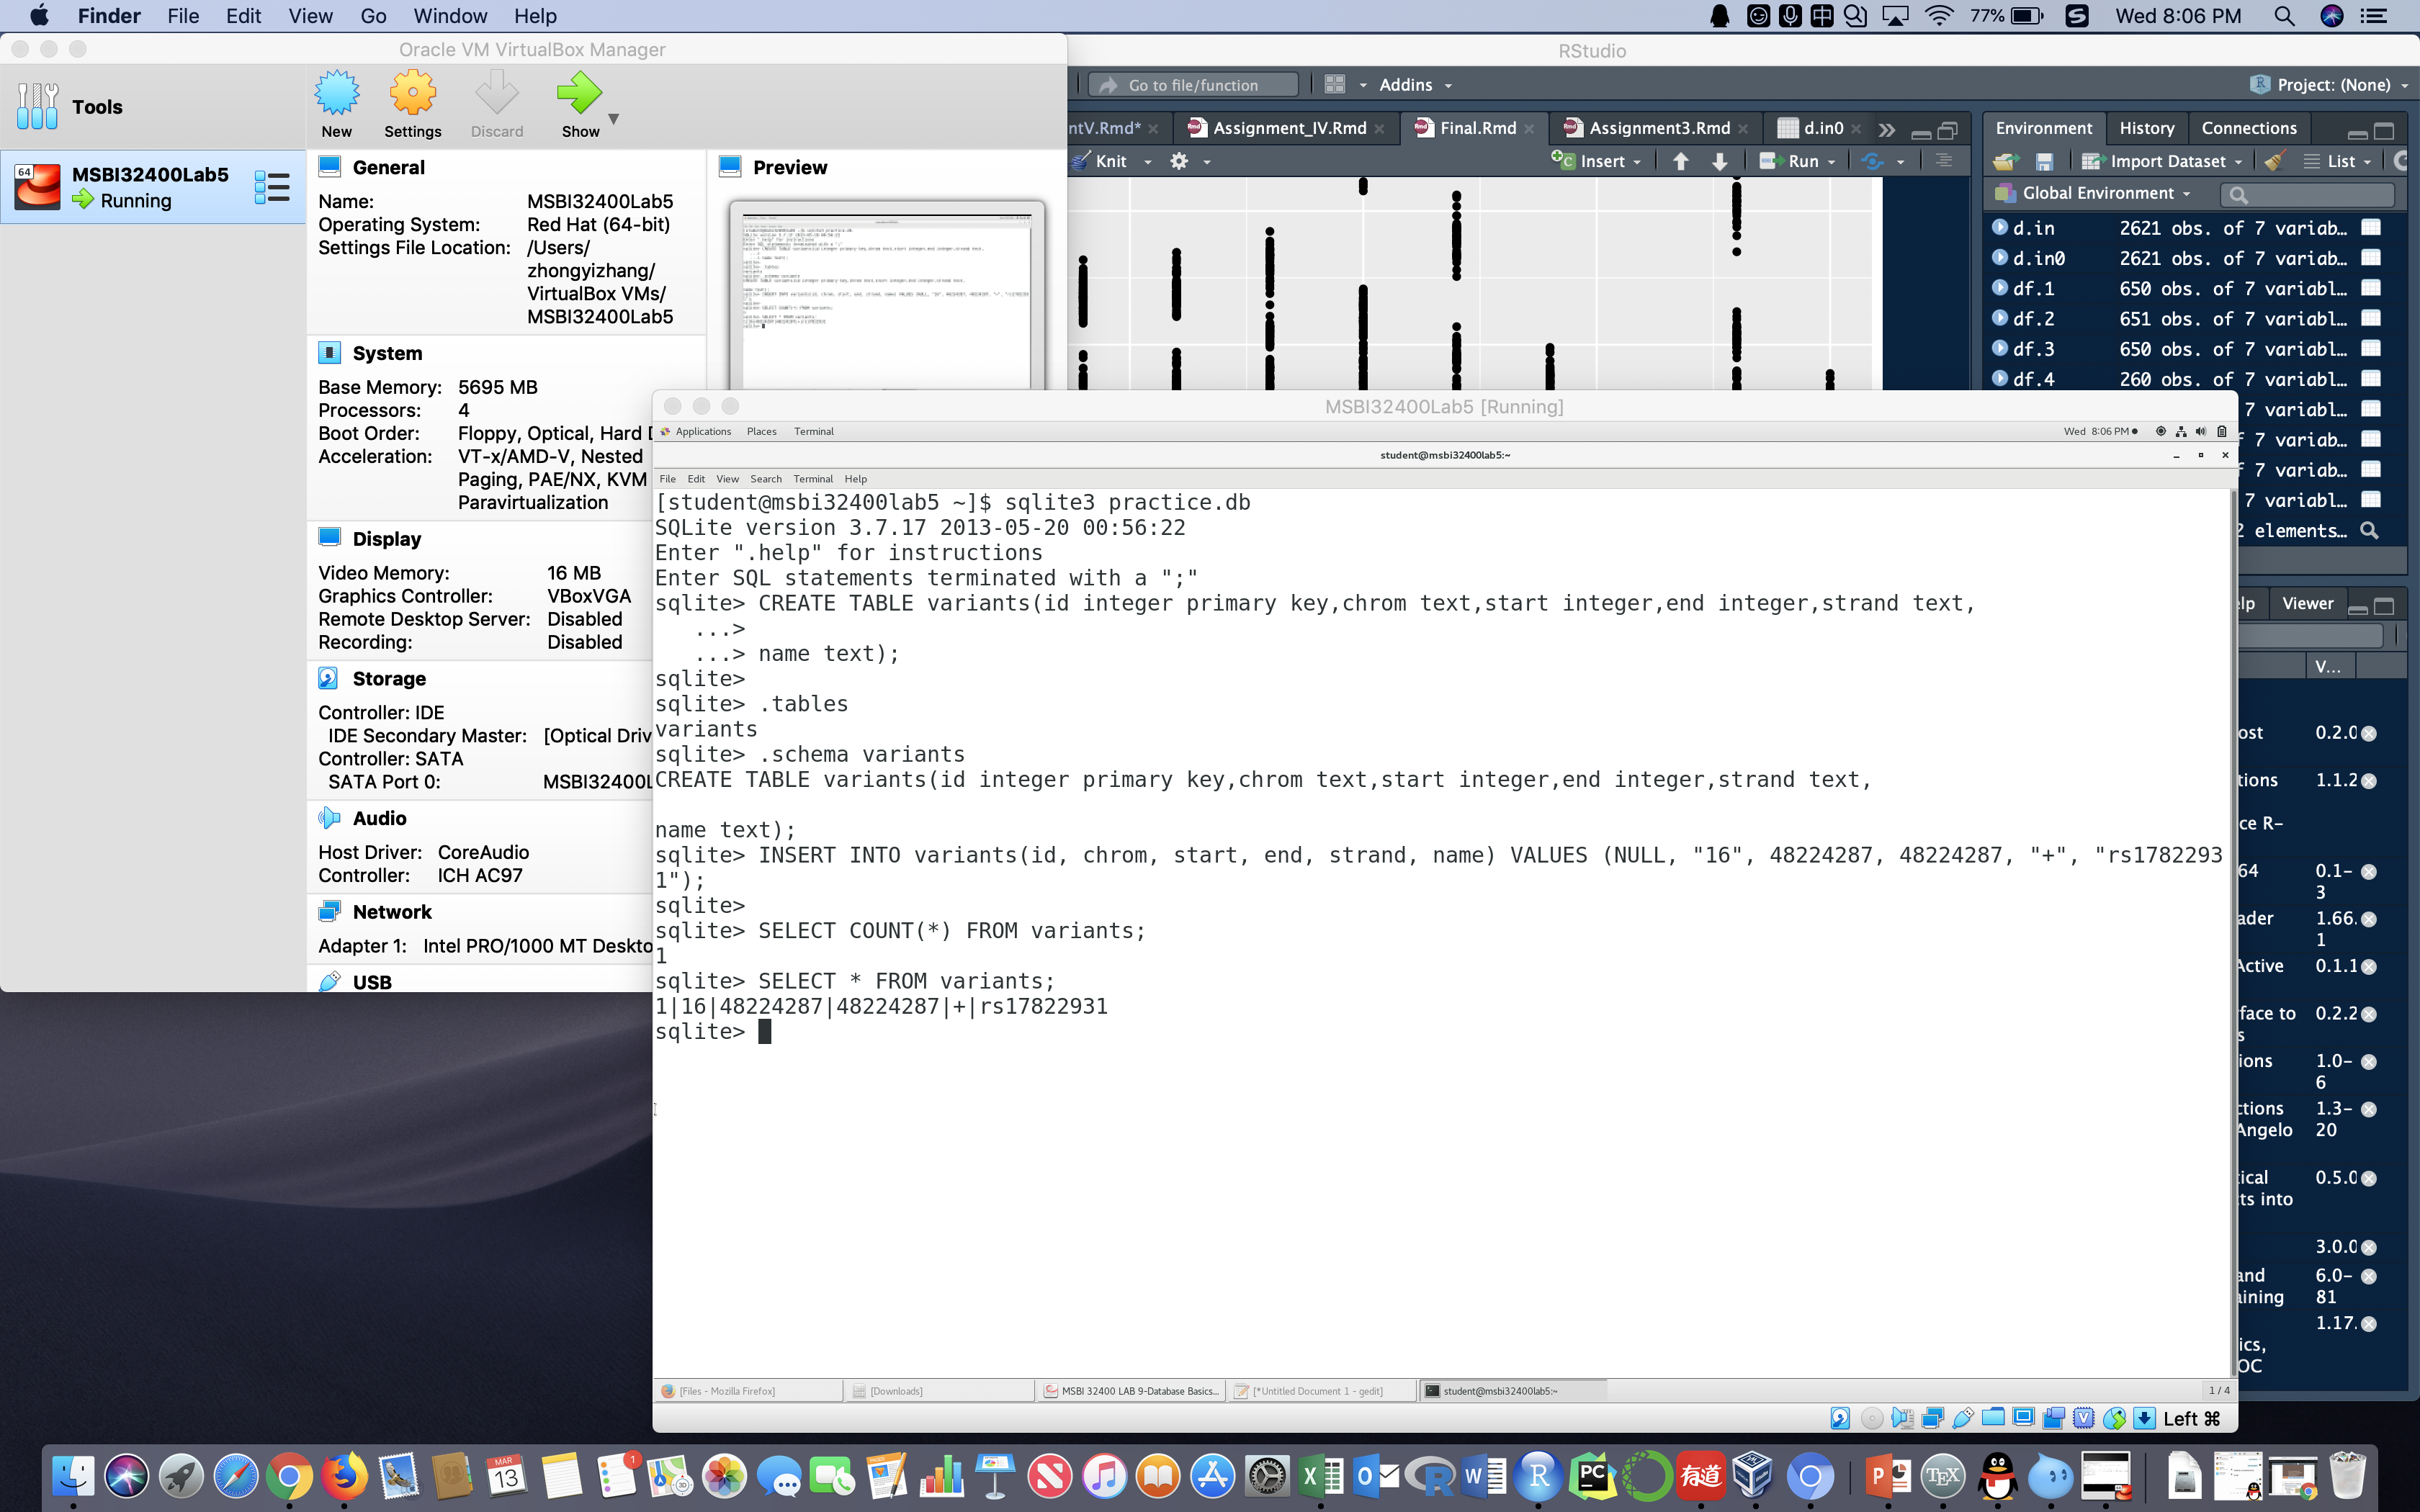 Finder File Edit View Go Window Help
77% Wed 8:06 PM
Oracle VM VirtualBox Manager
Tools
New Settings Discard Show
64
MSBI32400Lab5
Running
General
Name: MSBI32400Lab5
Operating System: Red Hat (64-bit)
Settings File Location: /Users/
zhongyizhang/
VirtualBox VMs/
MSBI32400Lab5
Preview
System
Base Memory: 5695 MB
Processors: 4
Boot Order: Floppy, Optical, Hard
Acceleration: VT-x/AMD-V, Nested
Paging, PAE/NX, KVM
Paravirtualization
Display
Video Memory: 16 MB
Graphics Controller: VBoxVGA
Remote Desktop Server: Disabled
Recording: Disabled
Storage
Controller: IDE
IDE Secondary Master: [Optical Driv
Controller: SATA
SATA Port 0: MSBI32400L
Audio
Host Driver: CoreAudio
Controller: ICH AC97
Network
Adapter 1: Intel PRO/1000 MT Deskto
USB
RStudio
Go to file/function Addins Project: (None)
ntV.Rmd* Assignment_IV.Rmd Final.Rmd Assignment3.Rmd d.in0
Knit Insert Run
Environment History Connections
Import Dataset List
Global Environment
d.in 2621 obs. of 7 variab…
d.in0 2621 obs. of 7 variab…
df.1 650 obs. of 7 variabl…
df.2 651 obs. of 7 variabl…
df.3 650 obs. of 7 variabl…
df.4 260 obs. of 7 variabl…
7 variabl…
7 variab…
7 variab…
7 variabl…
2 elements…
lp Viewer
V…
ost 0.2.0
tions 1.1.2
ce R-
64 0.1-
3
ader 1.66.
1
Active 0.1.1
face to 0.2.2
s
ions 1.0-
6
ctions 1.3-
Angelo 20
ical 0.5.0
ts into
3.0.0
and 6.0-
aining 81
1.17.
ics,
OC
MSBI32400Lab5 [Running]
Applications Places Terminal Wed 8:06 PM
student@msbi32400lab5:~
File Edit View Search Terminal Help
[student@msbi32400lab5 ~]$ sqlite3 practice.db
SQLite version 3.7.17 2013-05-20 00:56:22
Enter ".help" for instructions
Enter SQL statements terminated with a ";"
sqlite> CREATE TABLE variants(id integer primary key,chrom text,start integer,end integer,strand text,
...>
...> name text);
sqlite>
sqlite> .tables
variants
sqlite> .schema variants
CREATE TABLE variants(id integer primary key,chrom text,start integer,end integer,strand text,
name text);
sqlite> INSERT INTO variants(id, chrom, start, end, strand, name) VALUES (NULL, "16", 48224287, 48224287, "+", "rs1782293
1");
sqlite>
sqlite> SELECT COUNT(*) FROM variants;
1
sqlite> SELECT * FROM variants;
1|16|48224287|48224287|+|rs17822931
sqlite>
[Files - Mozilla Firefox] [Downloads] MSBI 32400 LAB 9-Database Basics... [*Untitled Document 1 - gedit] student@msbi32400lab5:~ 1 / 4
Left ⌘
MAR
13
1
有道